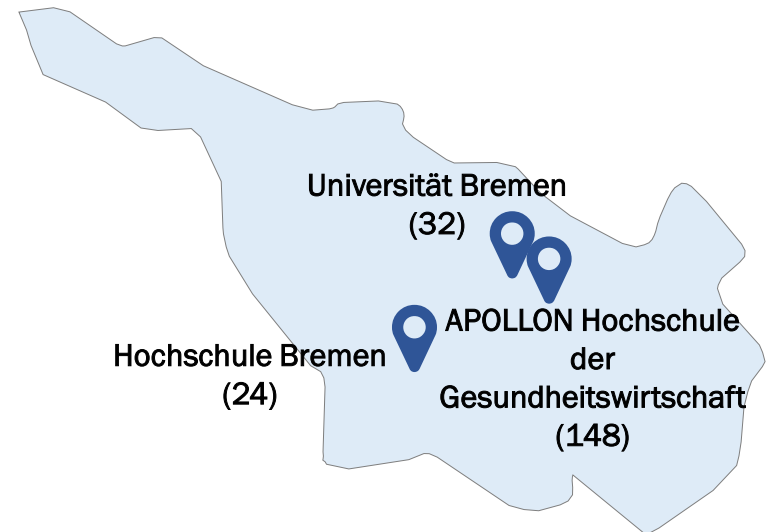 Universität Bremen
(32)
APOLLON Hochschule
der
Gesundheitswirtschaft
(148)
Hochschule Bremen
(24)